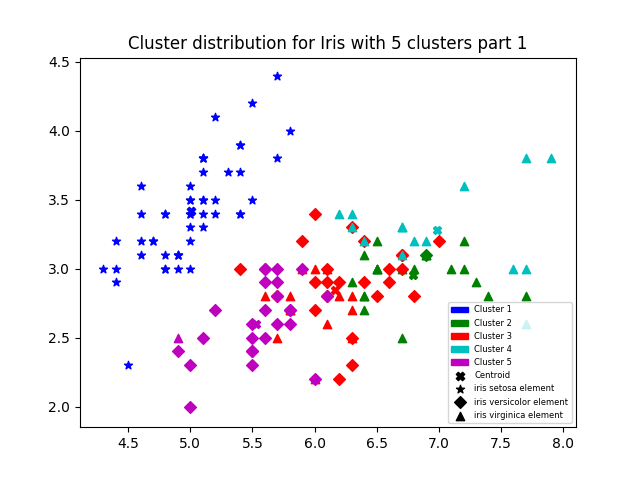 Cluster distribution for Iris with 5 clusters part 1
4.5
4.0
3.5
3.0
2.5
2.0
Cluster 1
Cluster 2
Cluster 3
Cluster 4
Cluster 5
Centroid
iris setosa element
iris versicolor element
iris virginica element
4.5 5.0 5.5 6.0 6.5 7.0 7.5 8.0